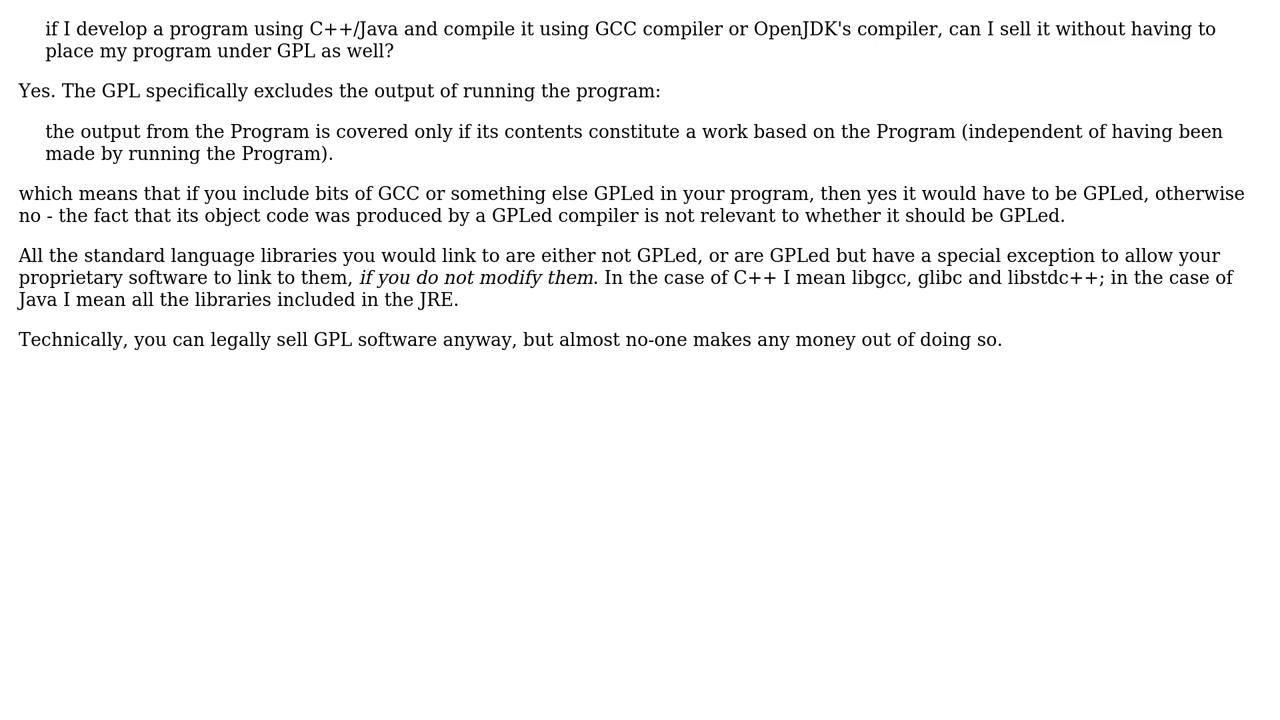 if I develop a program using C++/Java and compile it using GCC compiler or OpenJDK's compiler, can I sell it without having to
place my program under GPL as well?
Yes. The GPL specifically excludes the output of running the program:
the output from the Program is covered only if its contents constitute a work based on the Program (independent of having been
made by running the Program).
which means that if you include bits of GCC or something else GPLed in your program, then yes it would have to be GPLed, otherwise
no - the fact that its object code was produced by a GPLed compiler is not relevant to whether it should be GPLed.
All the standard language libraries you would link to are either not GPLed, or are GPLed but have a special exception to allow your
proprietary software to link to them, if you do not modify them. In the case of C++ I mean libgcc, glibc and libstdc++; in the case of
Java I mean all the libraries included in the JRE.
Technically, you can legally sell GPL software anyway, but almost no-one makes any money out of doing so.